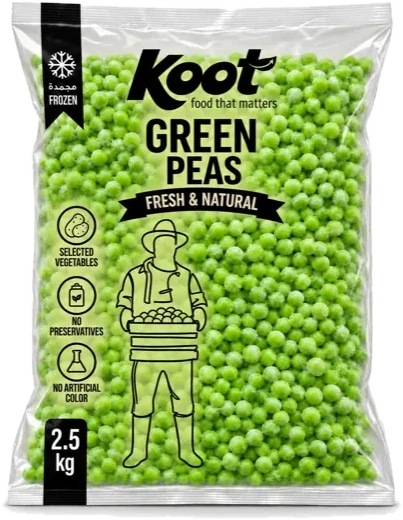 Koot
food that matters
مجمدة
FROZEN
GREEN
PEAS
FRESH & NATURAL
SELECTED
VEGETABLES
NO
PRESERVATIVES
NO ARTIFICIAL
COLOR
2.5
kg